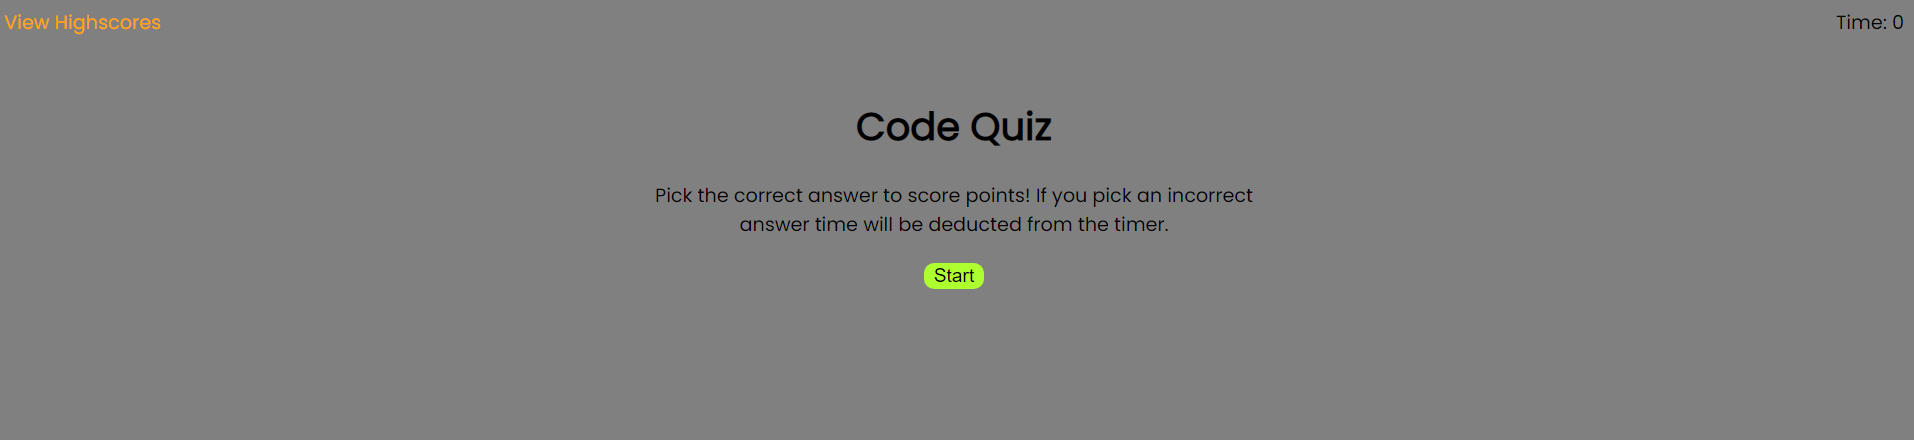 View Highscores
Time: 0
Code Quiz
Pick the correct answer to score points! If you pick an incorrect
answer time will be deducted from the timer.
Start